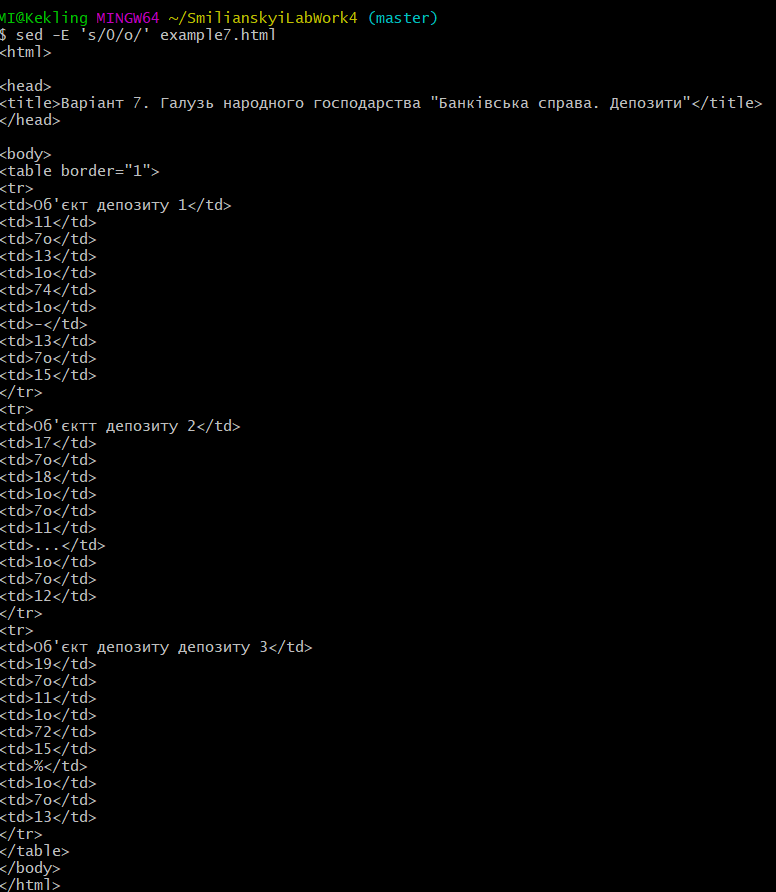 MI@Kekling MINGW64 ~/SmilianskyiLabWork4 (master)
$ sed -E 's/0/o/' example7.html
<html>

<head>
<title>Варіант 7. Галузь народного господарства "Банківська справа. Депозити"</title>
</head>

<body>
<table border="1">
<tr>
<td>Об'єкт депозиту 1</td>
<td>11</td>
<td>7o</td>
<td>13</td>
<td>1o</td>
<td>74</td>
<td>1o</td>
<td>-</td>
<td>13</td>
<td>7o</td>
<td>15</td>
</tr>
<tr>
<td>Об'єктт депозиту 2</td>
<td>17</td>
<td>7o</td>
<td>18</td>
<td>1o</td>
<td>7o</td>
<td>11</td>
<td>...</td>
<td>1o</td>
<td>7o</td>
<td>12</td>
</tr>
<tr>
<td>Об'єкт депозиту депозиту 3</td>
<td>19</td>
<td>7o</td>
<td>11</td>
<td>1o</td>
<td>72</td>
<td>15</td>
<td>%</td>
<td>1o</td>
<td>7o</td>
<td>13</td>
</tr>
</table>
</body>
</html>